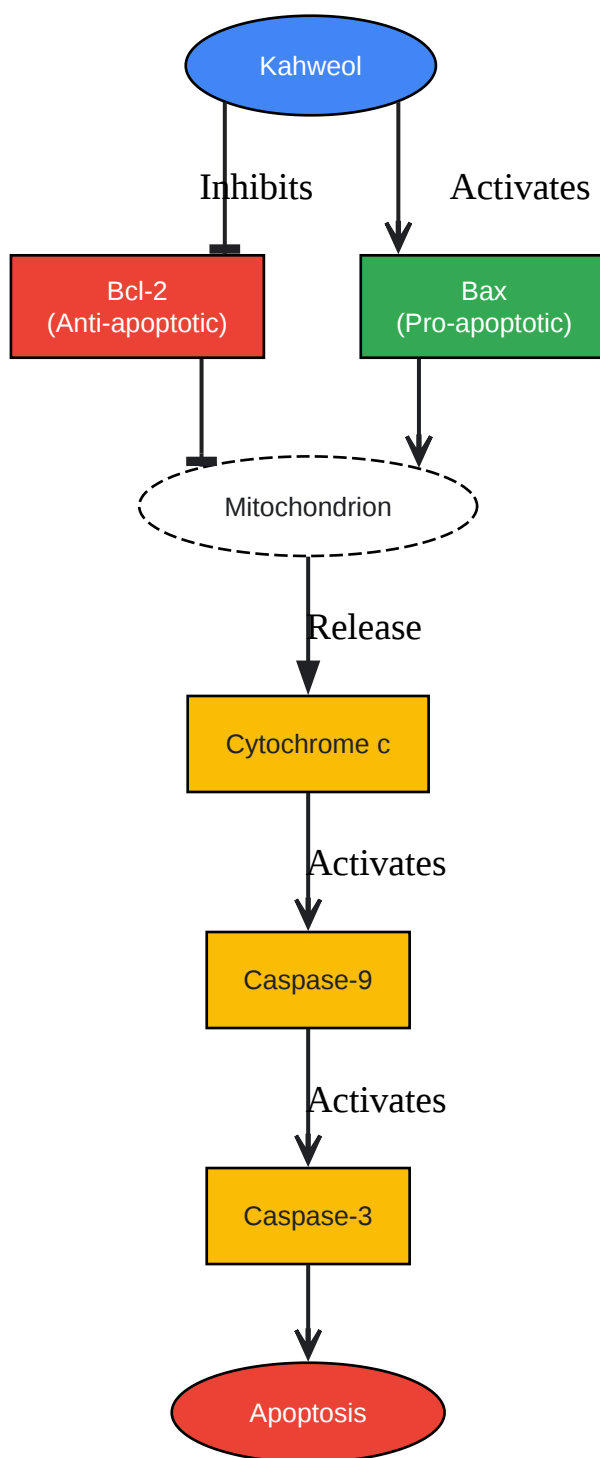 Kahweol
Inhibits
Activates
Bcl-2
(Anti-apoptotic)
Bax
(Pro-apoptotic)
Mitochondrion
Release
Cytochrome c
Activates
Caspase-9
Activates
Caspase-3
Apoptosis